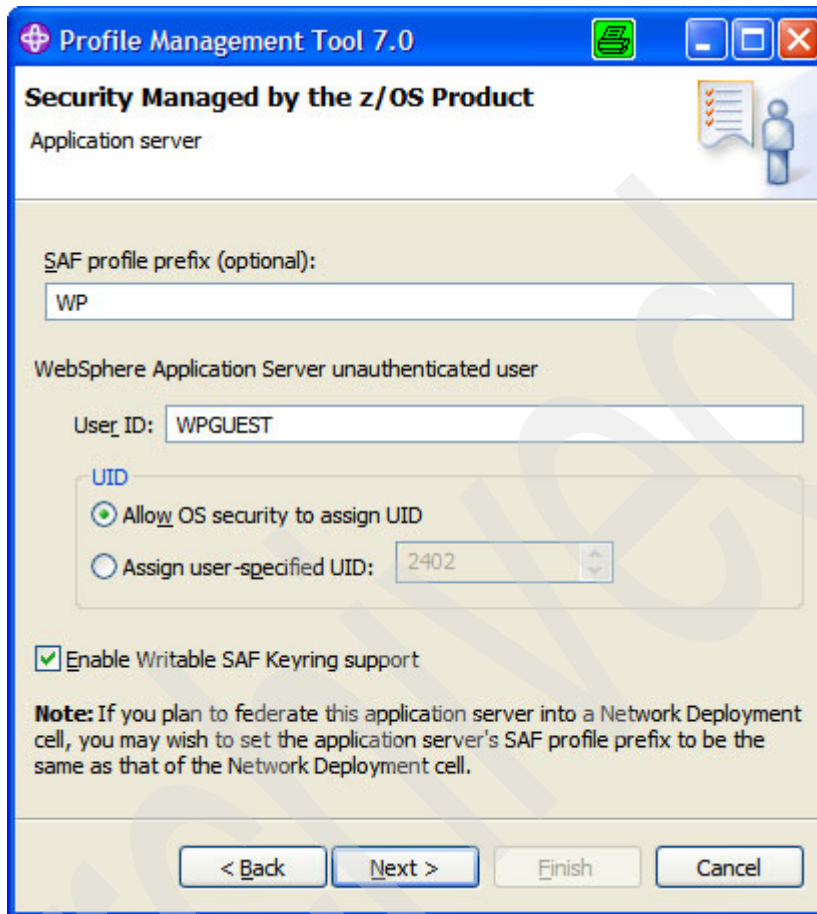 Profile Management Tool 7.0
Security Managed by the z/OS Product
Application server
SAF profile prefix (optional):
WP
WebSphere Application Server unauthenticated user
User ID: WPGUEST
UID
Allow OS security to assign UID
Assign user-specified UID: 2402
Enable Writable SAF Keyring support
Note: If you plan to federate this application server into a Network Deployment
cell, you may wish to set the application server's SAF profile prefix to be the
same as that of the Network Deployment cell.
< Back Next > Finish Cancel